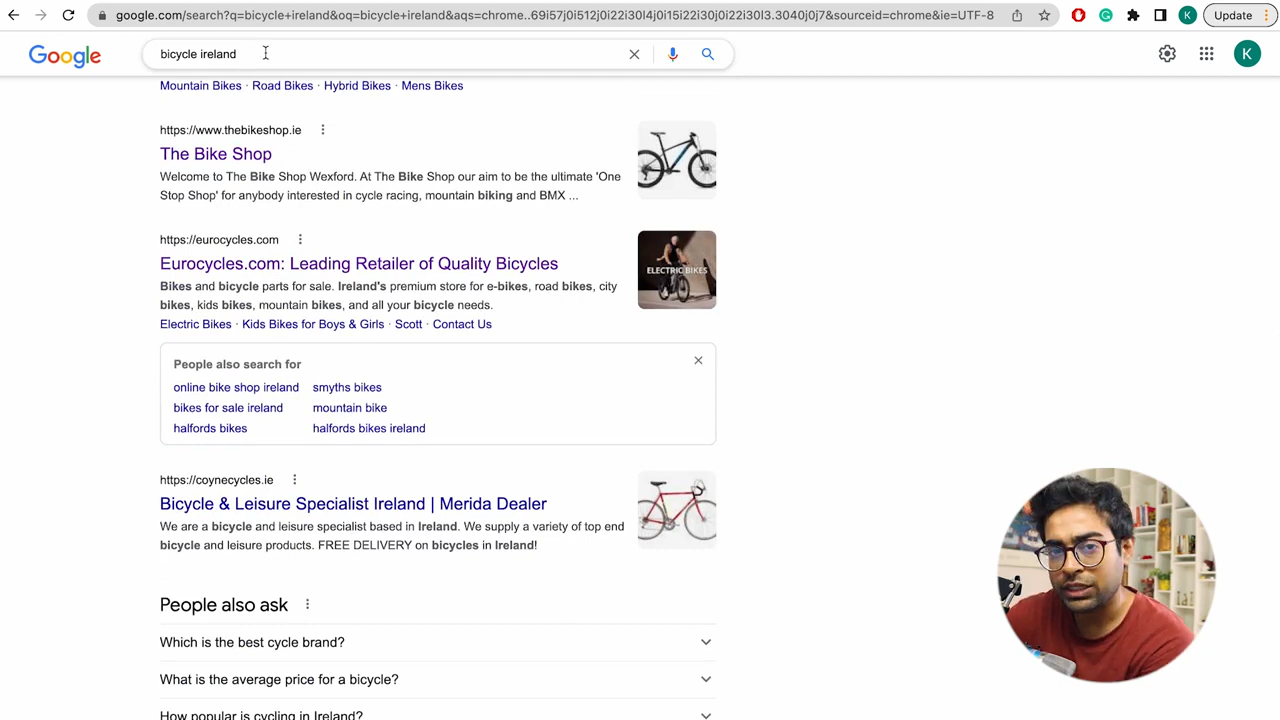 google.com/search?q=bicycle+ireland&oq=bicycle+ireland&aqs=chrome..69i57j0i512j0i22i30l4j0i15i22i30j0i22i30l3.3040j0j7&sourceid=chrome&ie=UTF-8
K
Update
Google
bicycle ireland
K
Mountain Bikes · Road Bikes · Hybrid Bikes · Mens Bikes
https://www.thebikeshop.ie
The Bike Shop
Welcome to The Bike Shop Wexford. At The Bike Shop our aim to be the ultimate 'One
Stop Shop' for anybody interested in cycle racing, mountain biking and BMX ...
https://eurocycles.com
Eurocycles.com: Leading Retailer of Quality Bicycles
Bikes and bicycle parts for sale. Ireland's premium store for e-bikes, road bikes, city
bikes, kids bikes, mountain bikes, and all your bicycle needs.
ELECTRIC BIKES
Electric Bikes · Kids Bikes for Boys & Girls · Scott · Contact Us
People also search for
online bike shop ireland smyths bikes
bikes for sale ireland mountain bike
halfords bikes halfords bikes ireland
https://coynecycles.ie
Bicycle & Leisure Specialist Ireland | Merida Dealer
We are a bicycle and leisure specialist based in Ireland. We supply a variety of top end
bicycle and leisure products. FREE DELIVERY on bicycles in Ireland!
People also ask
Which is the best cycle brand?
What is the average price for a bicycle?
How popular is cycling in Ireland?